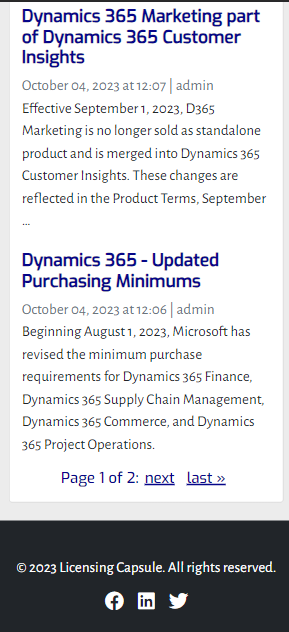 Dynamics 365 Marketing part
of Dynamics 365 Customer
Insights
October 04, 2023 at 12:07 | admin
Effective September 1, 2023, D365
Marketing is no longer sold as standalone
product and is merged into Dynamics 365
Customer Insights. These changes are
reflected in the Product Terms, September
...
Dynamics 365 - Updated
Purchasing Minimums
October 04, 2023 at 12:06 | admin
Beginning August 1, 2023, Microsoft has
revised the minimum purchase
requirements for Dynamics 365 Finance,
Dynamics 365 Supply Chain Management,
Dynamics 365 Commerce, and Dynamics
365 Project Operations.
Page 1 of 2: next last »
© 2023 Licensing Capsule. All rights reserved.